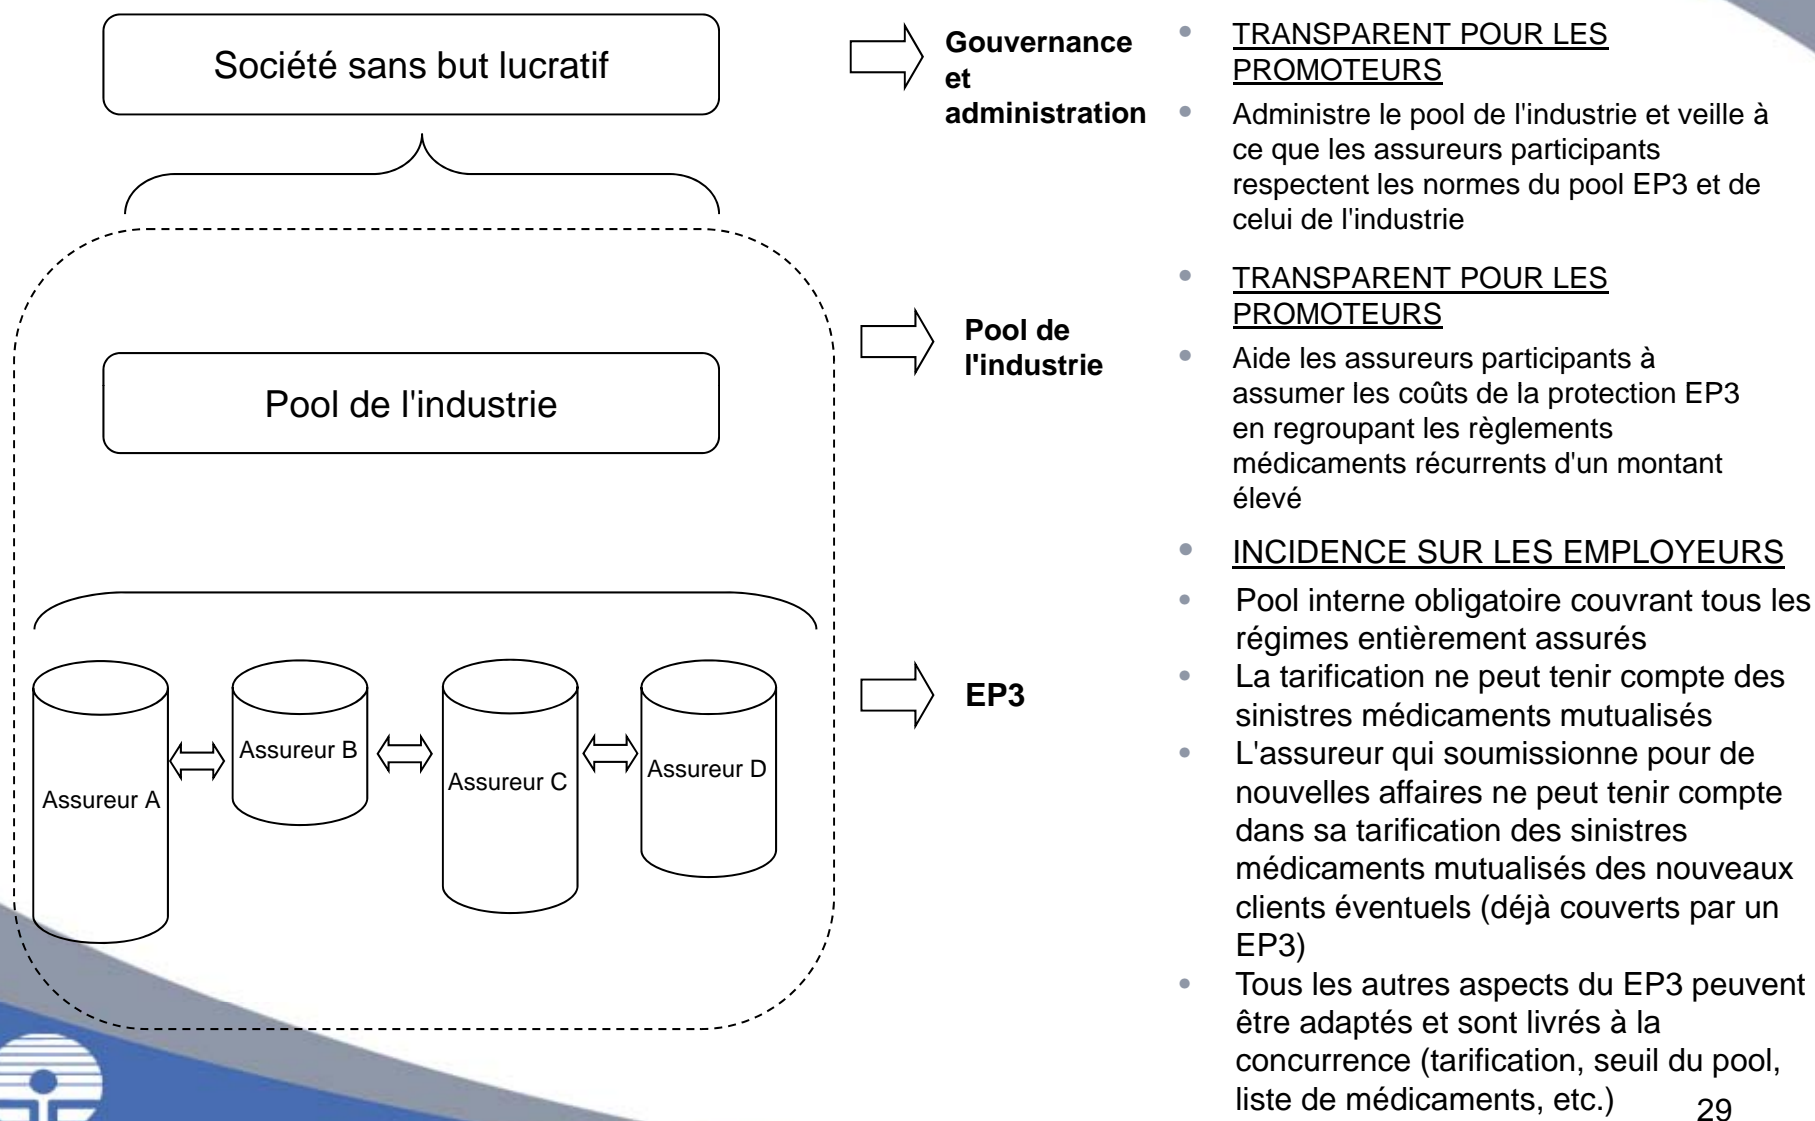 Société sans but lucratif
Gouvernance
et
administration
TRANSPARENT POUR LES
PROMOTEURS
Administre le pool de l'industrie et veille à
ce que les assureurs participants
respectent les normes du pool EP3 et de
celui de l'industrie
Pool de l'industrie
Pool de
l'industrie
TRANSPARENT POUR LES
PROMOTEURS
Aide les assureurs participants à
assumer les coûts de la protection EP3
en regroupant les règlements
médicaments récurrents d'un montant
élevé
Assureur A
Assureur B
Assureur C
Assureur D
EP3
INCIDENCE SUR LES EMPLOYEURS
Pool interne obligatoire couvrant tous les
régimes entièrement assurés
La tarification ne peut tenir compte des
sinistres médicaments mutualisés
L'assureur qui soumissionne pour de
nouvelles affaires ne peut tenir compte
dans sa tarification des sinistres
médicaments mutualisés des nouveaux
clients éventuels (déjà couverts par un
EP3)
Tous les autres aspects du EP3 peuvent
être adaptés et sont livrés à la
concurrence (tarification, seuil du pool,
liste de médicaments, etc.)
29